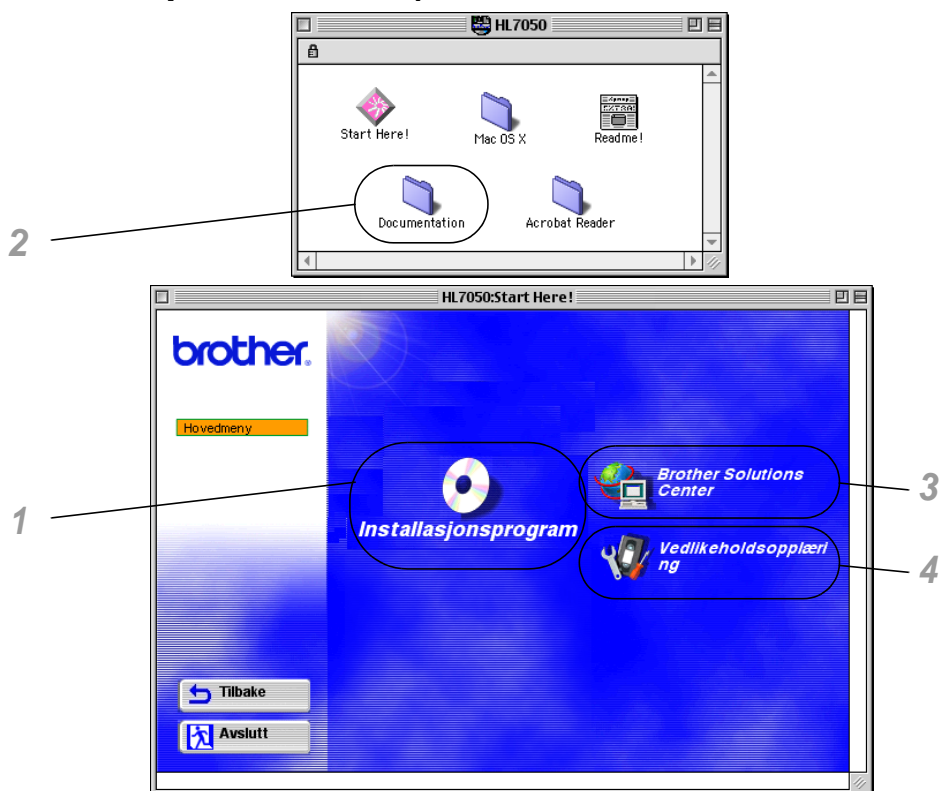 HL7050
Start Here!
Mac OS X
Readme!
Documentation
Acrobat Reader
2
HL7050:Start Here!
brother
Hovedmeny
Installasjonsprogram
Brother Solutions
Center
3
1
Vedlikeholdsopplæri
ng
4
Tilbake
Avslutt